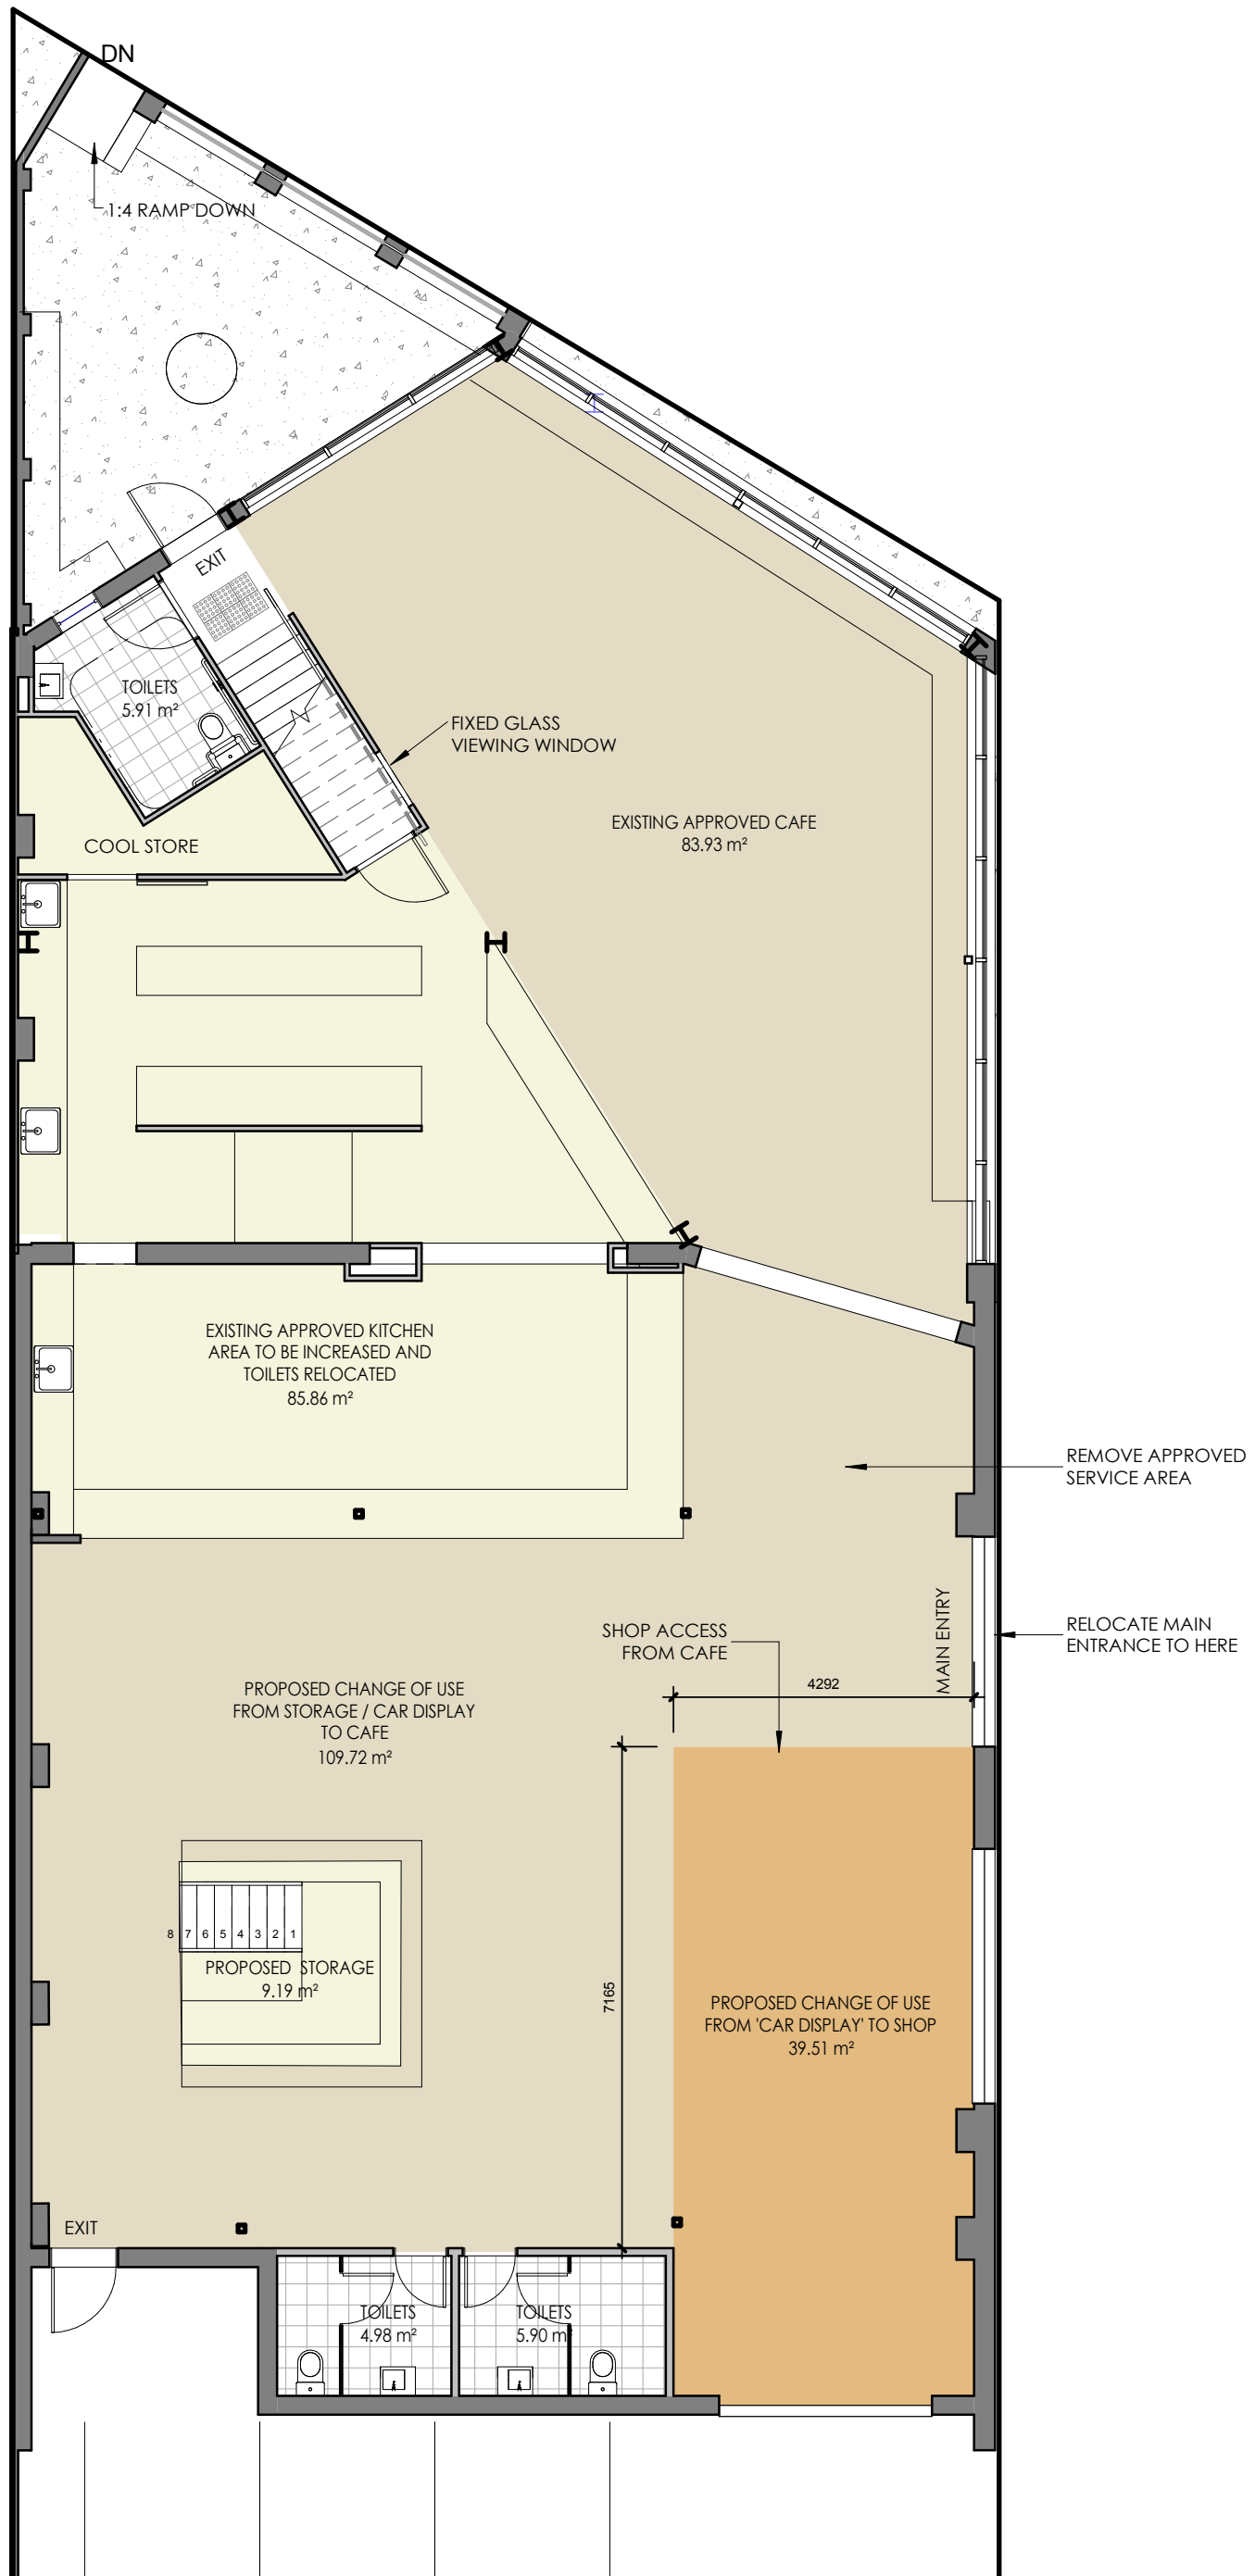 DN
1:4 RAMP DOWN
EXIT
TOILETS
5.91 m²
FIXED GLASS
VIEWING WINDOW
EXISTING APPROVED CAFE
83.93 m²
COOL STORE
EXISTING APPROVED KITCHEN
AREA TO BE INCREASED AND
TOILETS RELOCATED
85.86 m²
REMOVE APPROVED
SERVICE AREA
MAIN ENTRY
RELOCATE MAIN
ENTRANCE TO HERE
SHOP ACCESS
FROM CAFE
4292
PROPOSED CHANGE OF USE
FROM STORAGE / CAR DISPLAY
TO CAFE
109.72 m²
8 7 6 5 4 3 2 1
PROPOSED STORAGE
9.19 m²
7165
PROPOSED CHANGE OF USE
FROM 'CAR DISPLAY' TO SHOP
39.51 m²
EXIT
TOILETS
4.98 m²
TOILETS
5.90 m²